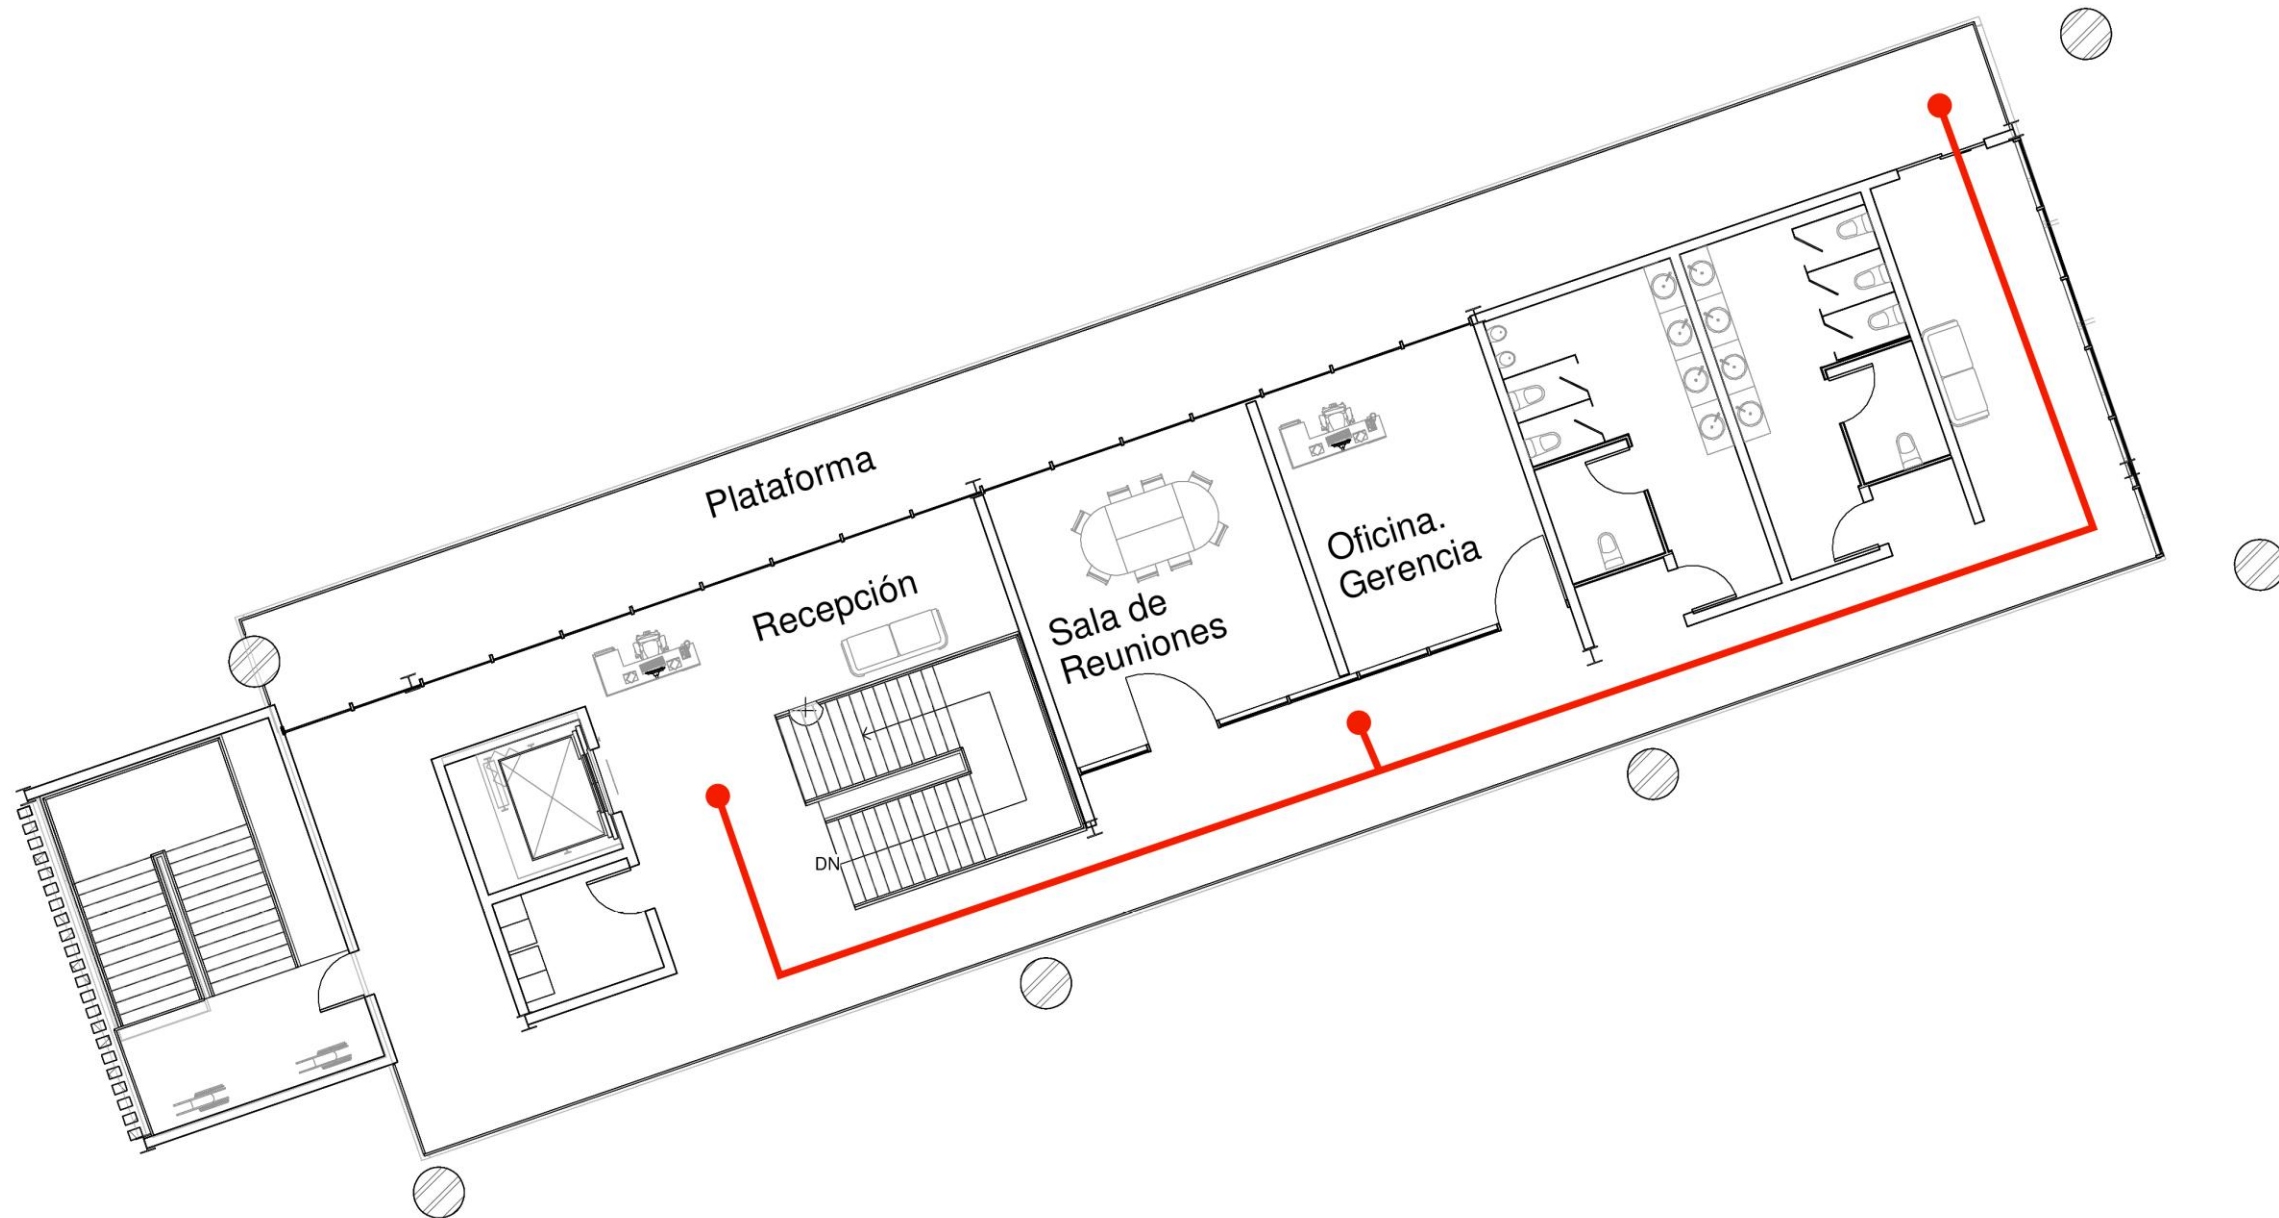 Plataforma
Recepción
Sala de
Reuniones
Oficina.
Gerencia
DN